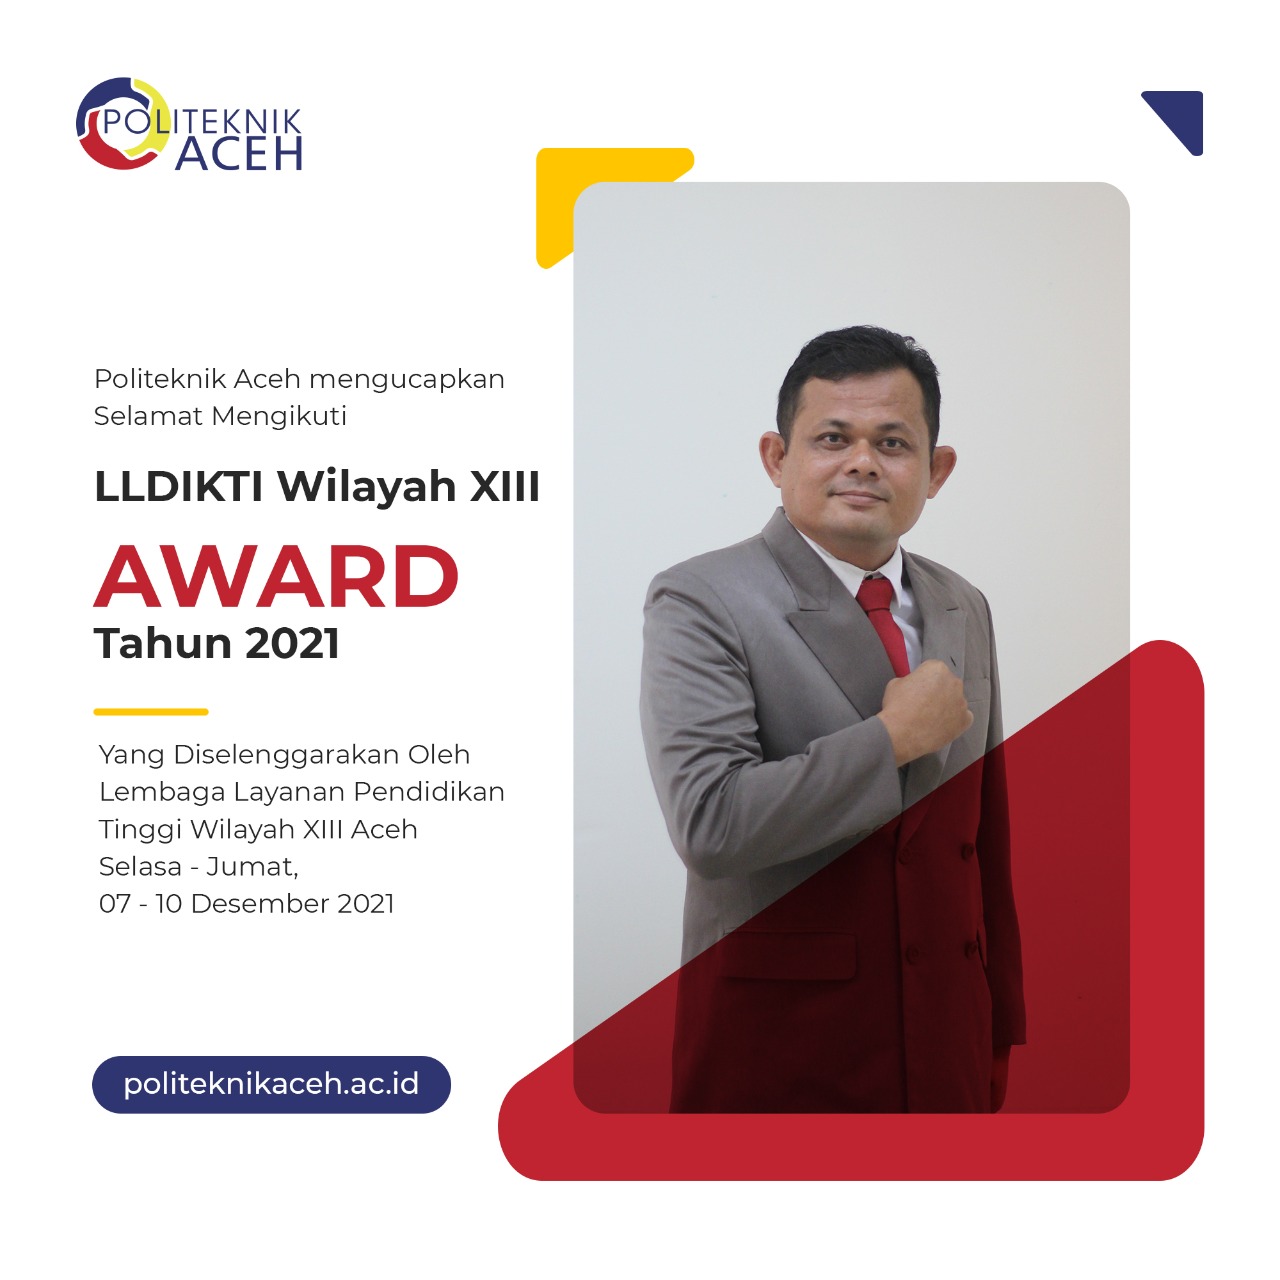 POLITEKNIK
ACEH
Politeknik Aceh mengucapkan
Selamat Mengikuti
LLDIKTI Wilayah XIII
AWARD
Tahun 2021
Yang Diselenggarakan Oleh
Lembaga Layanan Pendidikan
Tinggi Wilayah XIII Aceh
Selasa - Jumat,
07 - 10 Desember 2021
politeknikaceh.ac.id